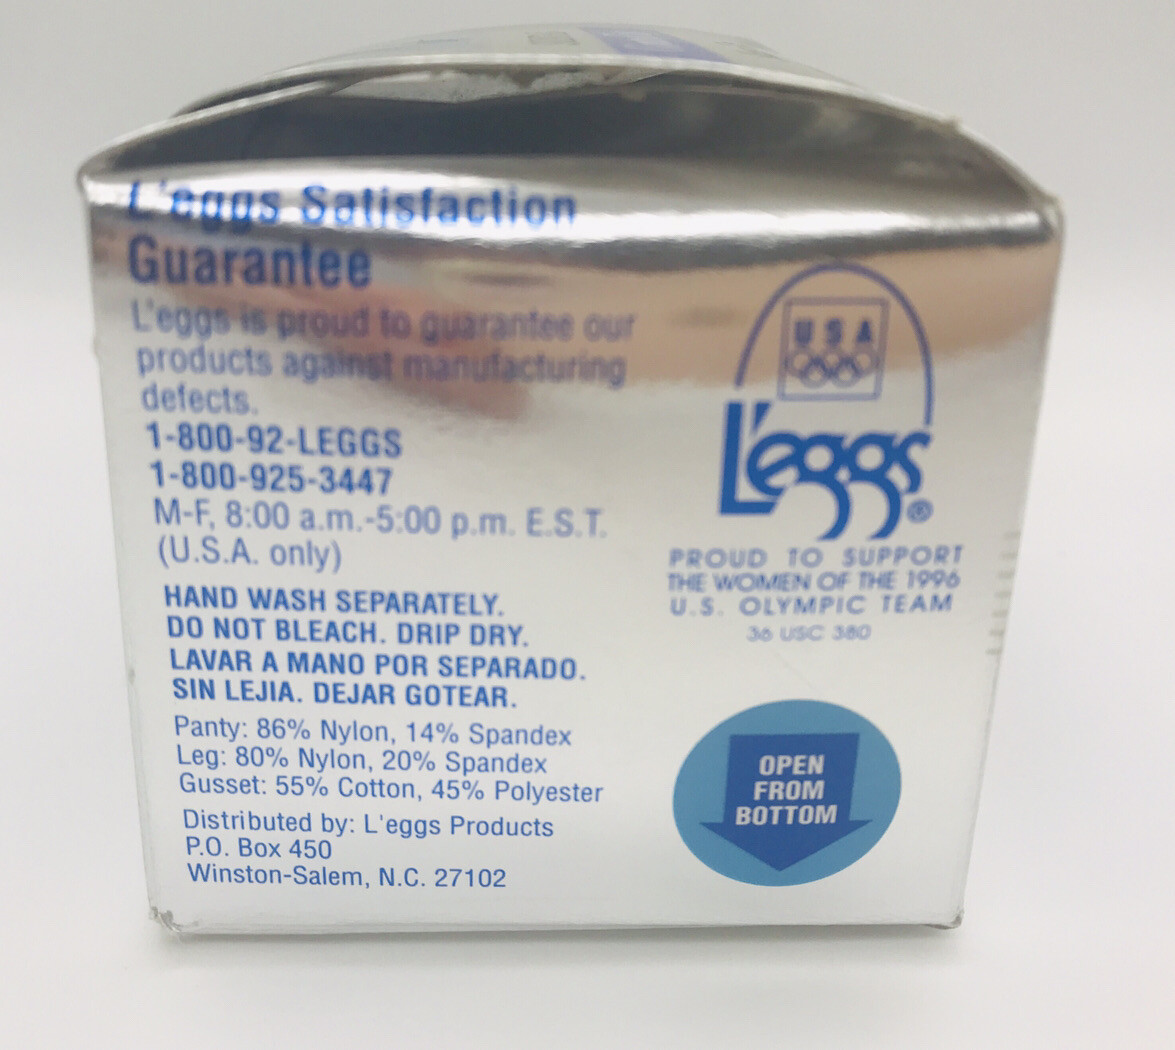 L'eggs Satisfaction
Guarantee
L'eggs is proud to guarantee our
products against manufacturing
defects.
1-800-92-LEGGS
1-800-925-3447
M-F, 8:00 a.m.-5:00 p.m. E.S.T.
(U.S.A. only)
HAND WASH SEPARATELY.
DO NOT BLEACH. DRIP DRY.
LAVAR A MANO POR SEPARADO.
SIN LEJIA. DEJAR GOTEAR.
Panty: 86% Nylon, 14% Spandex
Leg: 80% Nylon, 20% Spandex
Gusset: 55% Cotton, 45% Polyester
Distributed by: L'eggs Products
P.O. Box 450
Winston-Salem, N.C. 27102
USA
L'eggs®
PROUD TO SUPPORT
THE WOMEN OF THE 1996
U.S. OLYMPIC TEAM
36 USC 380
OPEN
FROM
BOTTOM